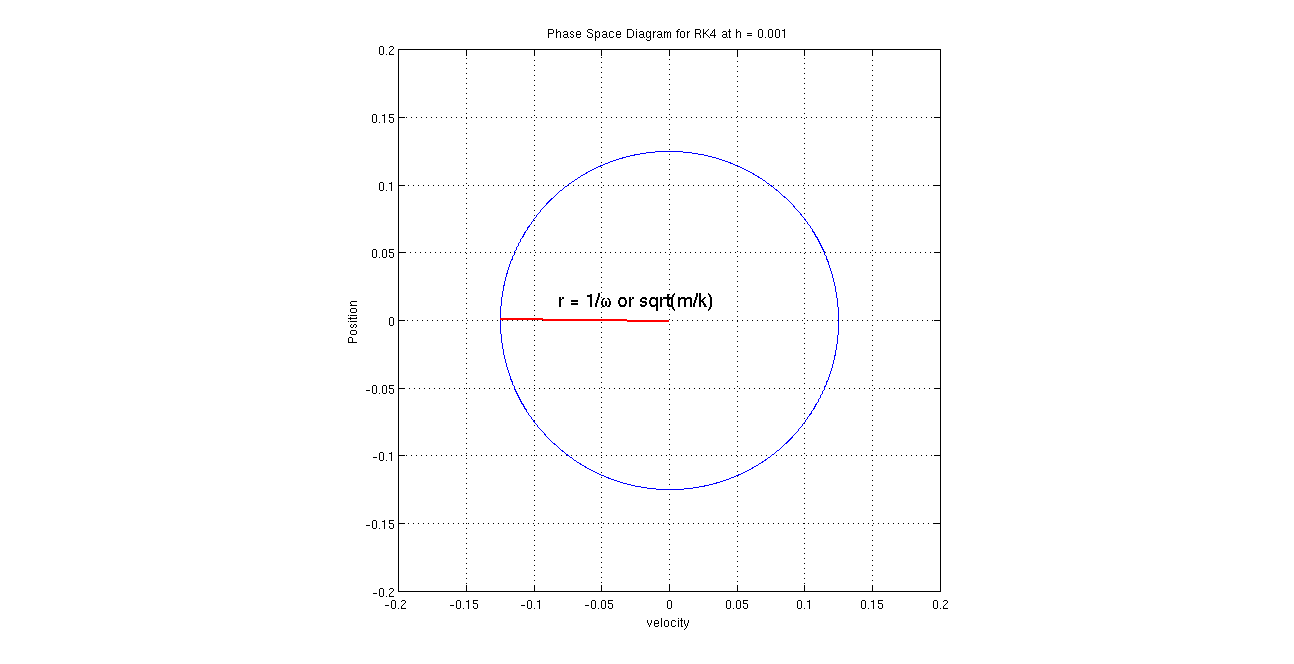 Phase Space Diagram for RK4 at h = 0.001
0.2
0.15
0.1
0.05
0
-0.05
-0.1
-0.15
-0.2
Position
r = 1/ω or sqrt(m/k)
-0.2 -0.15 -0.1 -0.05 0 0.05 0.1 0.15 0.2
velocity